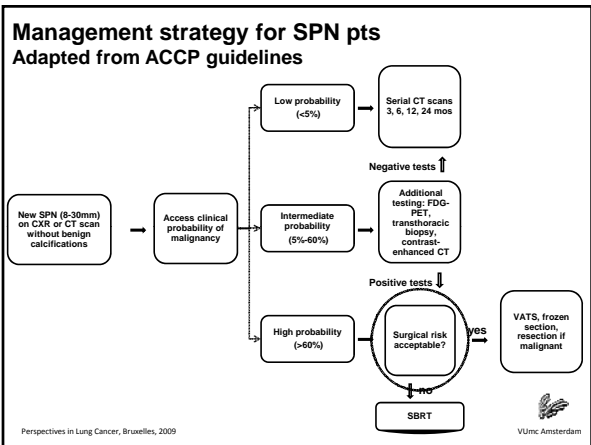 Management strategy for SPN pts
Adapted from ACCP guidelines
Low probability
(<5%)
Serial CT scans
3, 6, 12, 24 mos
Negative tests
New SPN (8-30mm)
on CXR or CT scan
without benign
calcifications
Access clinical
probability of
malignancy
Intermediate
probability
(5%-60%)
Additional
testing: FDG-
PET,
transthoracic
biopsy,
contrast-
enhanced CT
Positive tests
High probability
(>60%)
Surgical risk
acceptable?
yes
VATS, frozen
section,
resection if
malignant
no
SBRT
Perspectives in Lung Cancer, Bruxelles, 2009
VUmc Amsterdam